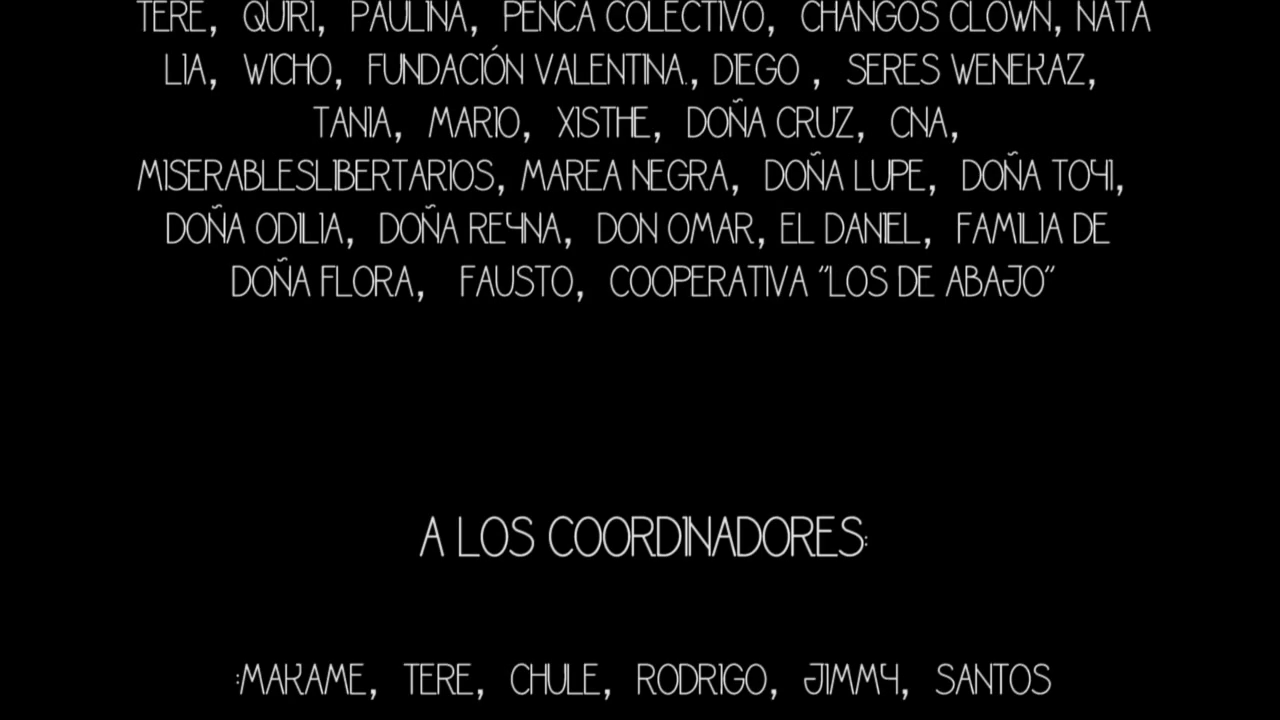 TERE, QUIRI, PAULINA, PENCA COLECTIVO, CHANGOS CLOWN, NATA
LIA, WICHO, FUNDACIÓN VALENTINA., DIEGO , SERES WENEKAZ,
TANIA, MARIO, XISTHE, DOÑA CRUZ, CNA,
MISERABLESLIBERTARIOS, MAREA NEGRA, DOÑA LUPE, DOÑA TOYI,
DOÑA ODILIA, DOÑA REYNA, DON OMAR, EL DANIEL, FAMILIA DE
DOÑA FLORA, FAUSTO, COOPERATIVA "LOS DE ABAJO"
A LOS COORDINADORES:
:MAKAME, TERE, CHULE, RODRIGO, JIMMY, SANTOS